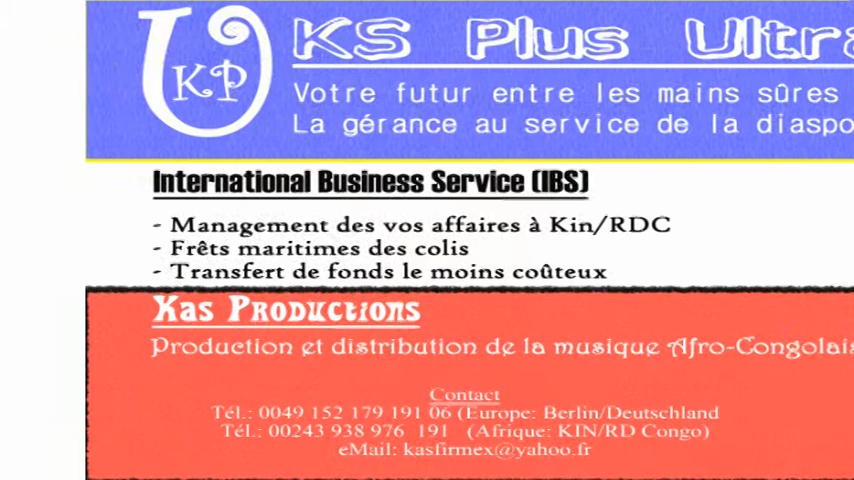 KP
KS Plus Ultra
Votre futur entre les mains sûres
La gérance au service de la diaspo
International Business Service (IBS)
- Management des vos affaires à Kin/RDC
- Frêts maritimes des colis
- Transfert de fonds le moins coûteux
Kas Productions
Production et distribution de la musique Afro-Congolais
Contact
Tél.: 0049 152 179 191 06 (Europe: Berlin/Deutschland
Tél.: 00243 938 976 191 (Afrique: KIN/RD Congo)
eMail: kasfirmex@yahoo.fr